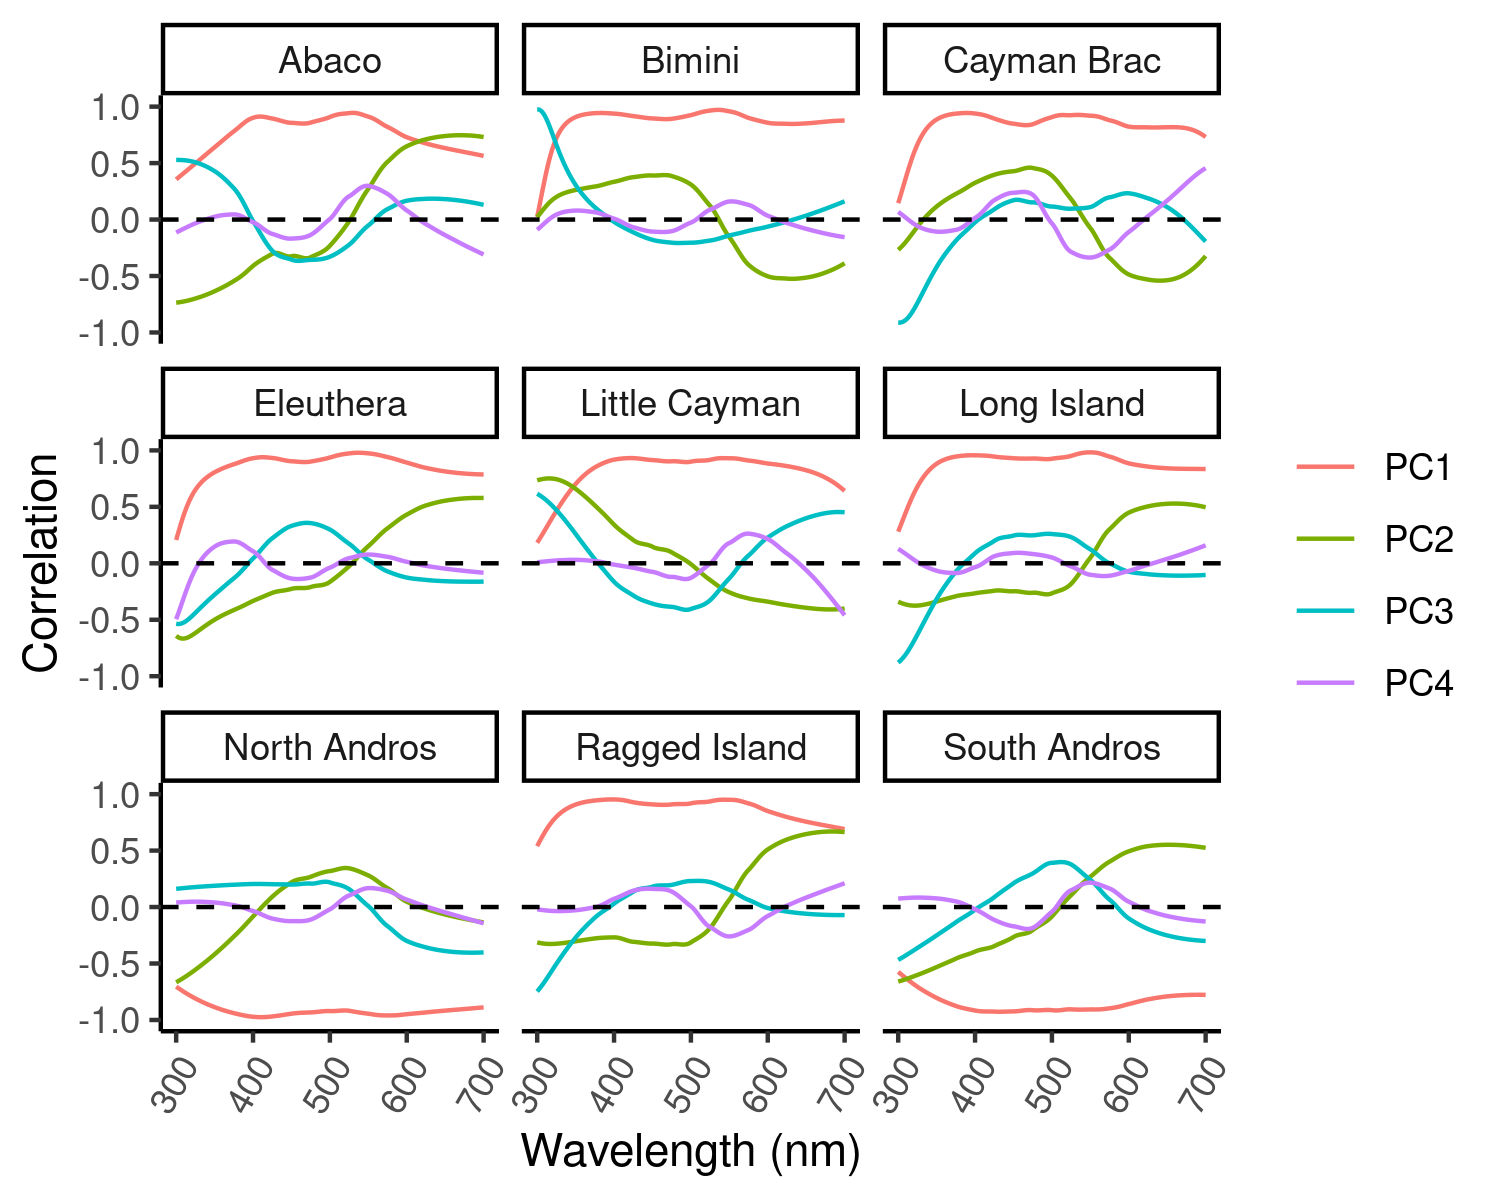 Abaco
Bimini
Cayman Brac
1.0
0.5
0.0
-0.5
-1.0
Eleuthera
Little Cayman
Long Island
1.0
0.5
0.0
-0.5
-1.0
Correlation
PC1
PC2
PC3
PC4
North Andros
Ragged Island
South Andros
1.0
0.5
0.0
-0.5
-1.0
300 400 500 600 700
300 400 500 600 700
300 400 500 600 700
Wavelength (nm)